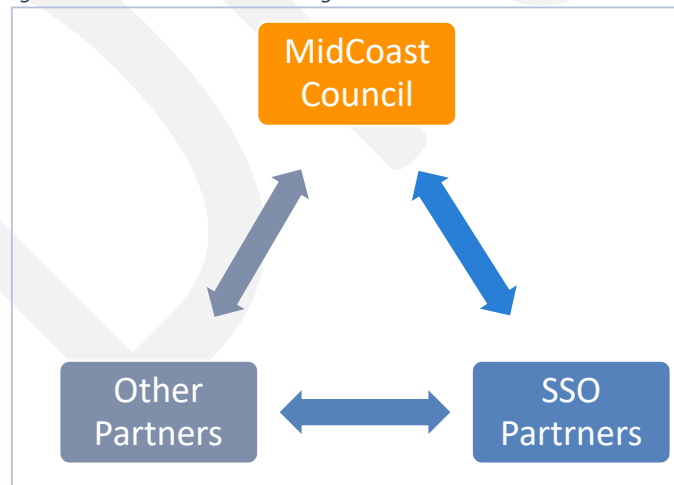 MidCoast
Council
Other
Partners
SSO
Partrners